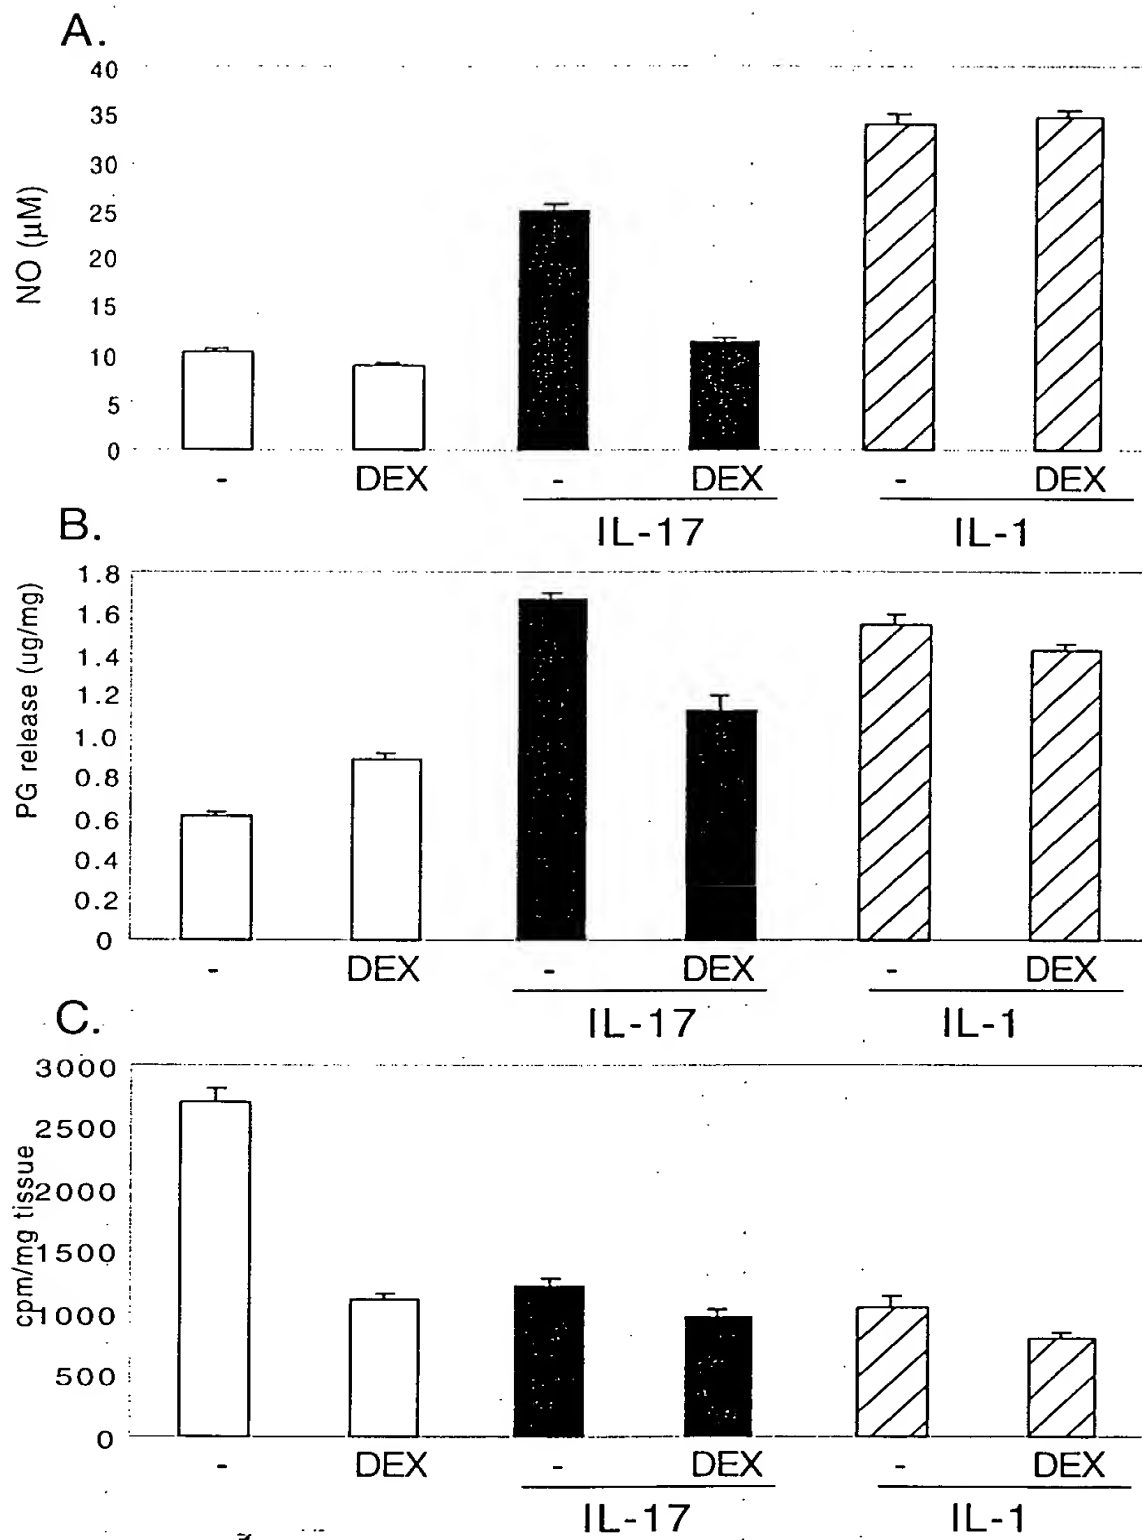 A.
NO (μM)
40
35
30
25
20
15
10
5
0
- DEX - DEX - DEX
IL-17 IL-1
B.
PG release (ug/mg)
1.8
1.6
1.4
1.2
1.0
0.8
0.6
0.4
0.2
0
- DEX - DEX - DEX
IL-17 IL-1
C.
cpm/mg tissue
3000
2500
2000
1500
1000
500
0
- DEX - DEX - DEX
IL-17 IL-1